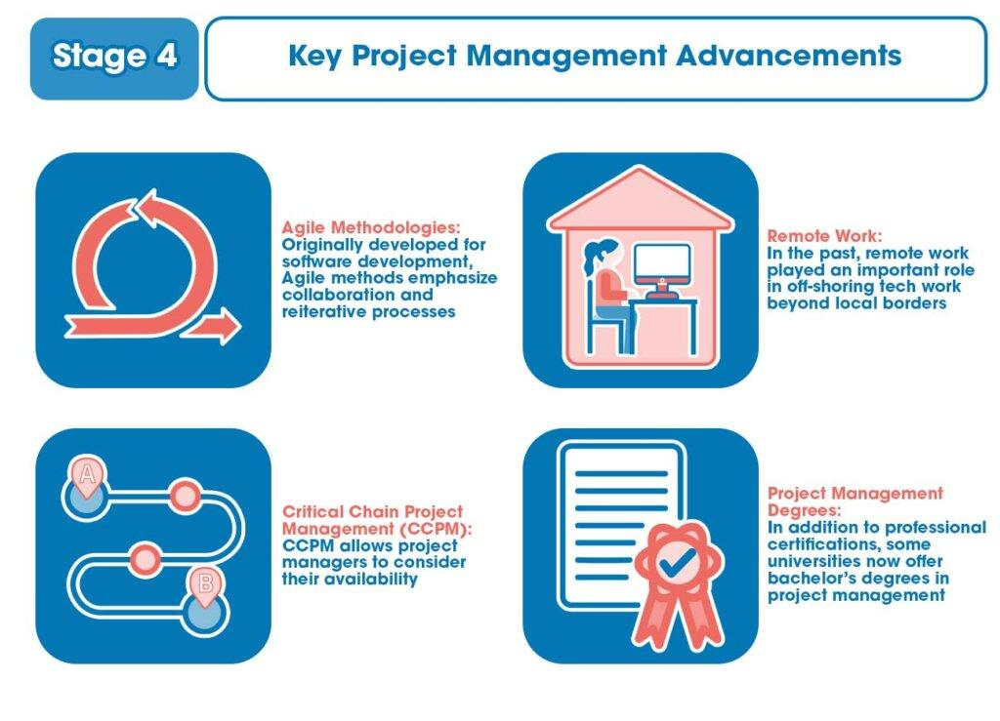 Stage 4
Key Project Management Advancements
Agile Methodologies:
Originally developed for
software development,
Agile methods emphasize
collaboration and
reiterative processes
Remote Work:
In the past, remote work
played an important role
in off-shoring tech work
beyond local borders
A
B
Critical Chain Project
Management (CCPM):
CCPM allows project
managers to consider
their availability
Project Management
Degrees:
In addition to professional
certifications, some
universities now offer
bachelor's degrees in
project management